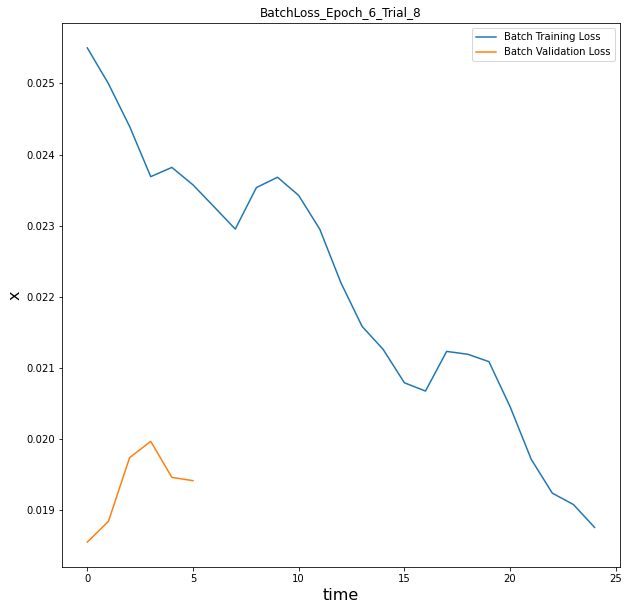 BatchLoss_Epoch_6_Trial_8
Batch Training Loss
Batch Validation Loss
0.025
0.024
0.023
0.022
0.021
0.020
0.019
x
0 5 10 15 20 25
time